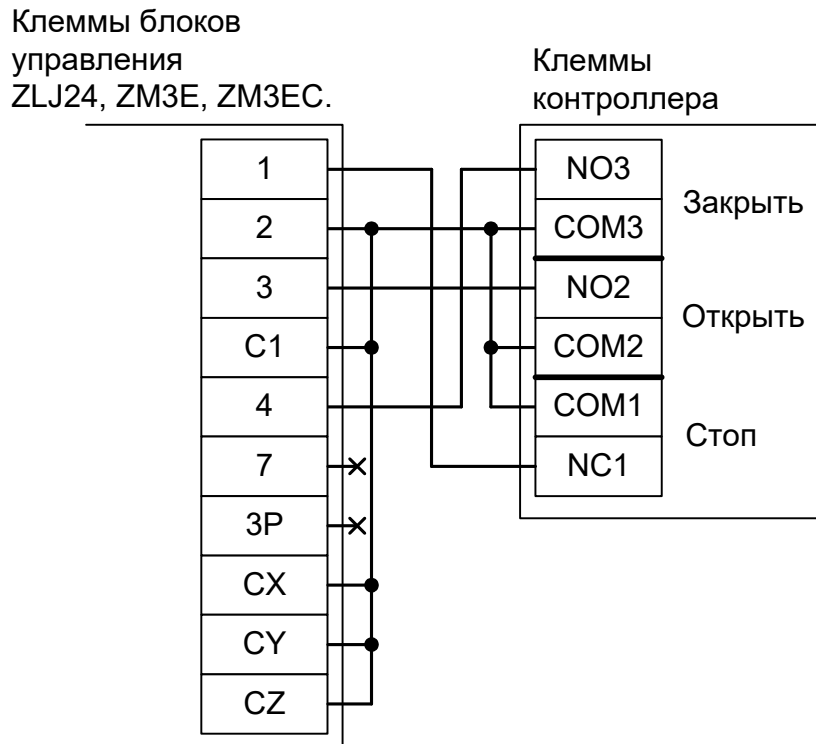 Клеммы блоков
управления
ZLJ24, ZM3E, ZM3EC.
Клеммы
контроллера
1
2
3
C1
4
7
3P
CX
CY
CZ
NO3
COM3
NO2
COM2
COM1
NC1
Закрыть
Открыть
Стоп